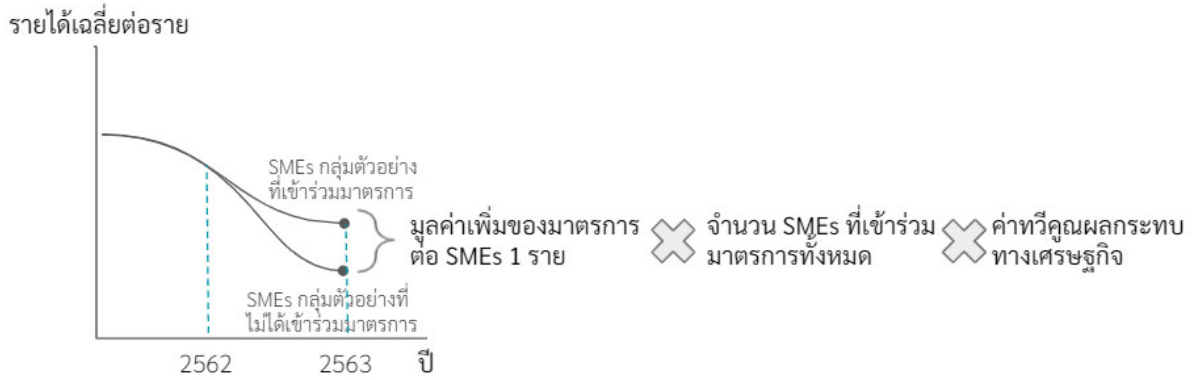 รายได้เฉลี่ยต่อราย
SMEs กลุ่มตัวอย่าง
ที่เข้าร่วมมาตรการ
มูลค่าเพิ่มของมาตรการ
ต่อ SMEs 1 ราย
จำนวน SMEs ที่เข้าร่วม
มาตรการทั้งหมด
ค่าทวีคูณผลกระทบ
ทางเศรษฐกิจ
SMEs กลุ่มตัวอย่างที่
ไม่ได้เข้าร่วมมาตรการ
2562
2563
ปี